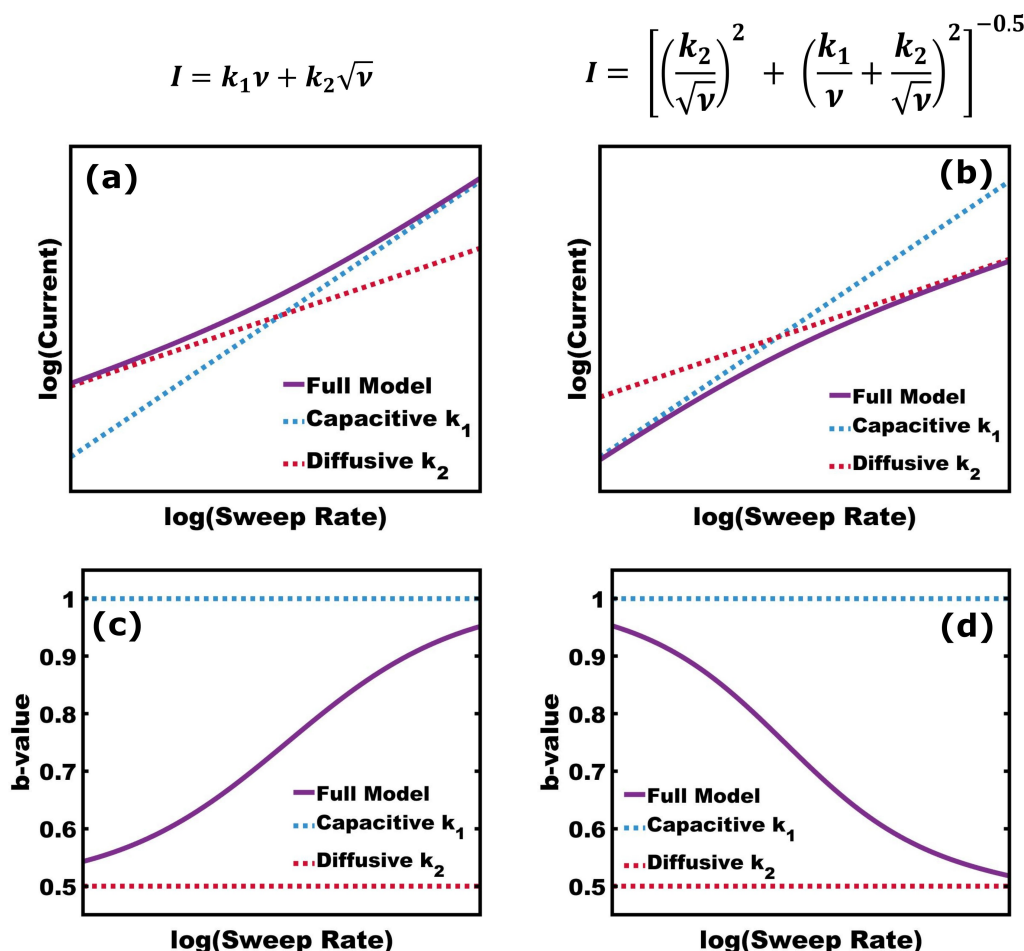 I = k₁ν + k₂√ν
I = [(k₂/√ν)² + (k₁/ν + k₂/√ν)²]^−0.5
(a)
log(Current)
Full Model
Capacitive k₁
Diffusive k₂
log(Sweep Rate)
(b)
log(Current)
Full Model
Capacitive k₁
Diffusive k₂
log(Sweep Rate)
(c)
b-value
1
0.9
0.8
0.7
0.6
0.5
Full Model
Capacitive k₁
Diffusive k₂
log(Sweep Rate)
(d)
b-value
1
0.9
0.8
0.7
0.6
0.5
Full Model
Capacitive k₁
Diffusive k₂
log(Sweep Rate)